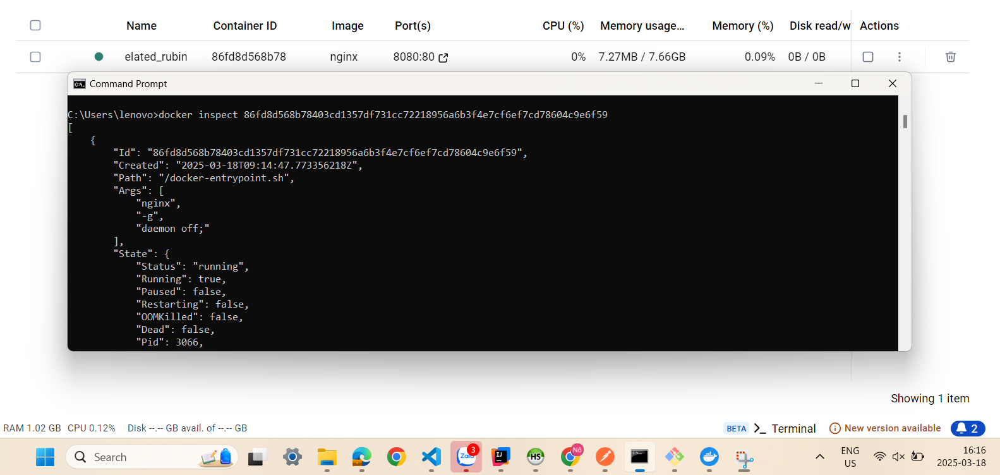 Name Container ID Image Port(s) CPU (%) Memory usage... Memory (%) Disk read/w Actions
elated_rubin 86fd8d568b78 nginx 8080:80 0% 7.27MB / 7.66GB 0.09% 0B / 0B
Command Prompt
C:\Users\lenovo>docker inspect 86fd8d568b78403cd1357df731cc72218956a6b3f4e7cf6ef7cd78604c9e6f59
[
{
"Id": "86fd8d568b78403cd1357df731cc72218956a6b3f4e7cf6ef7cd78604c9e6f59",
"Created": "2025-03-18T09:14:47.773356218Z",
"Path": "/docker-entrypoint.sh",
"Args": [
"nginx",
"-g",
"daemon off;"
],
"State": {
"Status": "running",
"Running": true,
"Paused": false,
"Restarting": false,
"OOMKilled": false,
"Dead": false,
"Pid": 3066,
Showing 1 item
RAM 1.02 GB CPU 0.12% Disk --.-- GB avail. of --.-- GB BETA Terminal New version available 2
Search Zalo 3 IJ HS Nô ENG 16:16
US 2025-03-18